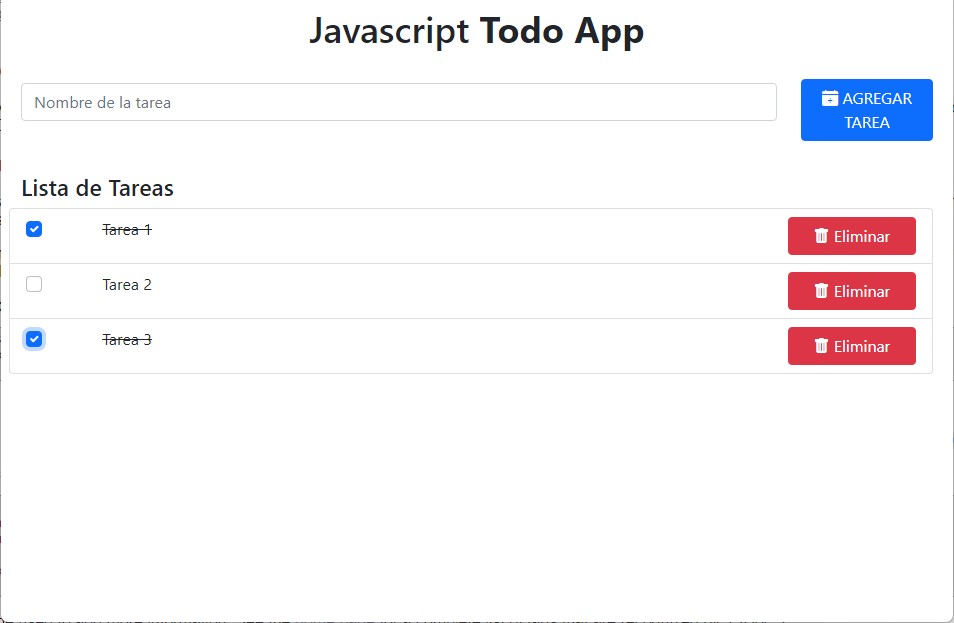 Javascript Todo App
Nombre de la tarea
AGREGAR
TAREA
Lista de Tareas
Tarea 1
Eliminar
Tarea 2
Eliminar
Tarea 3
Eliminar